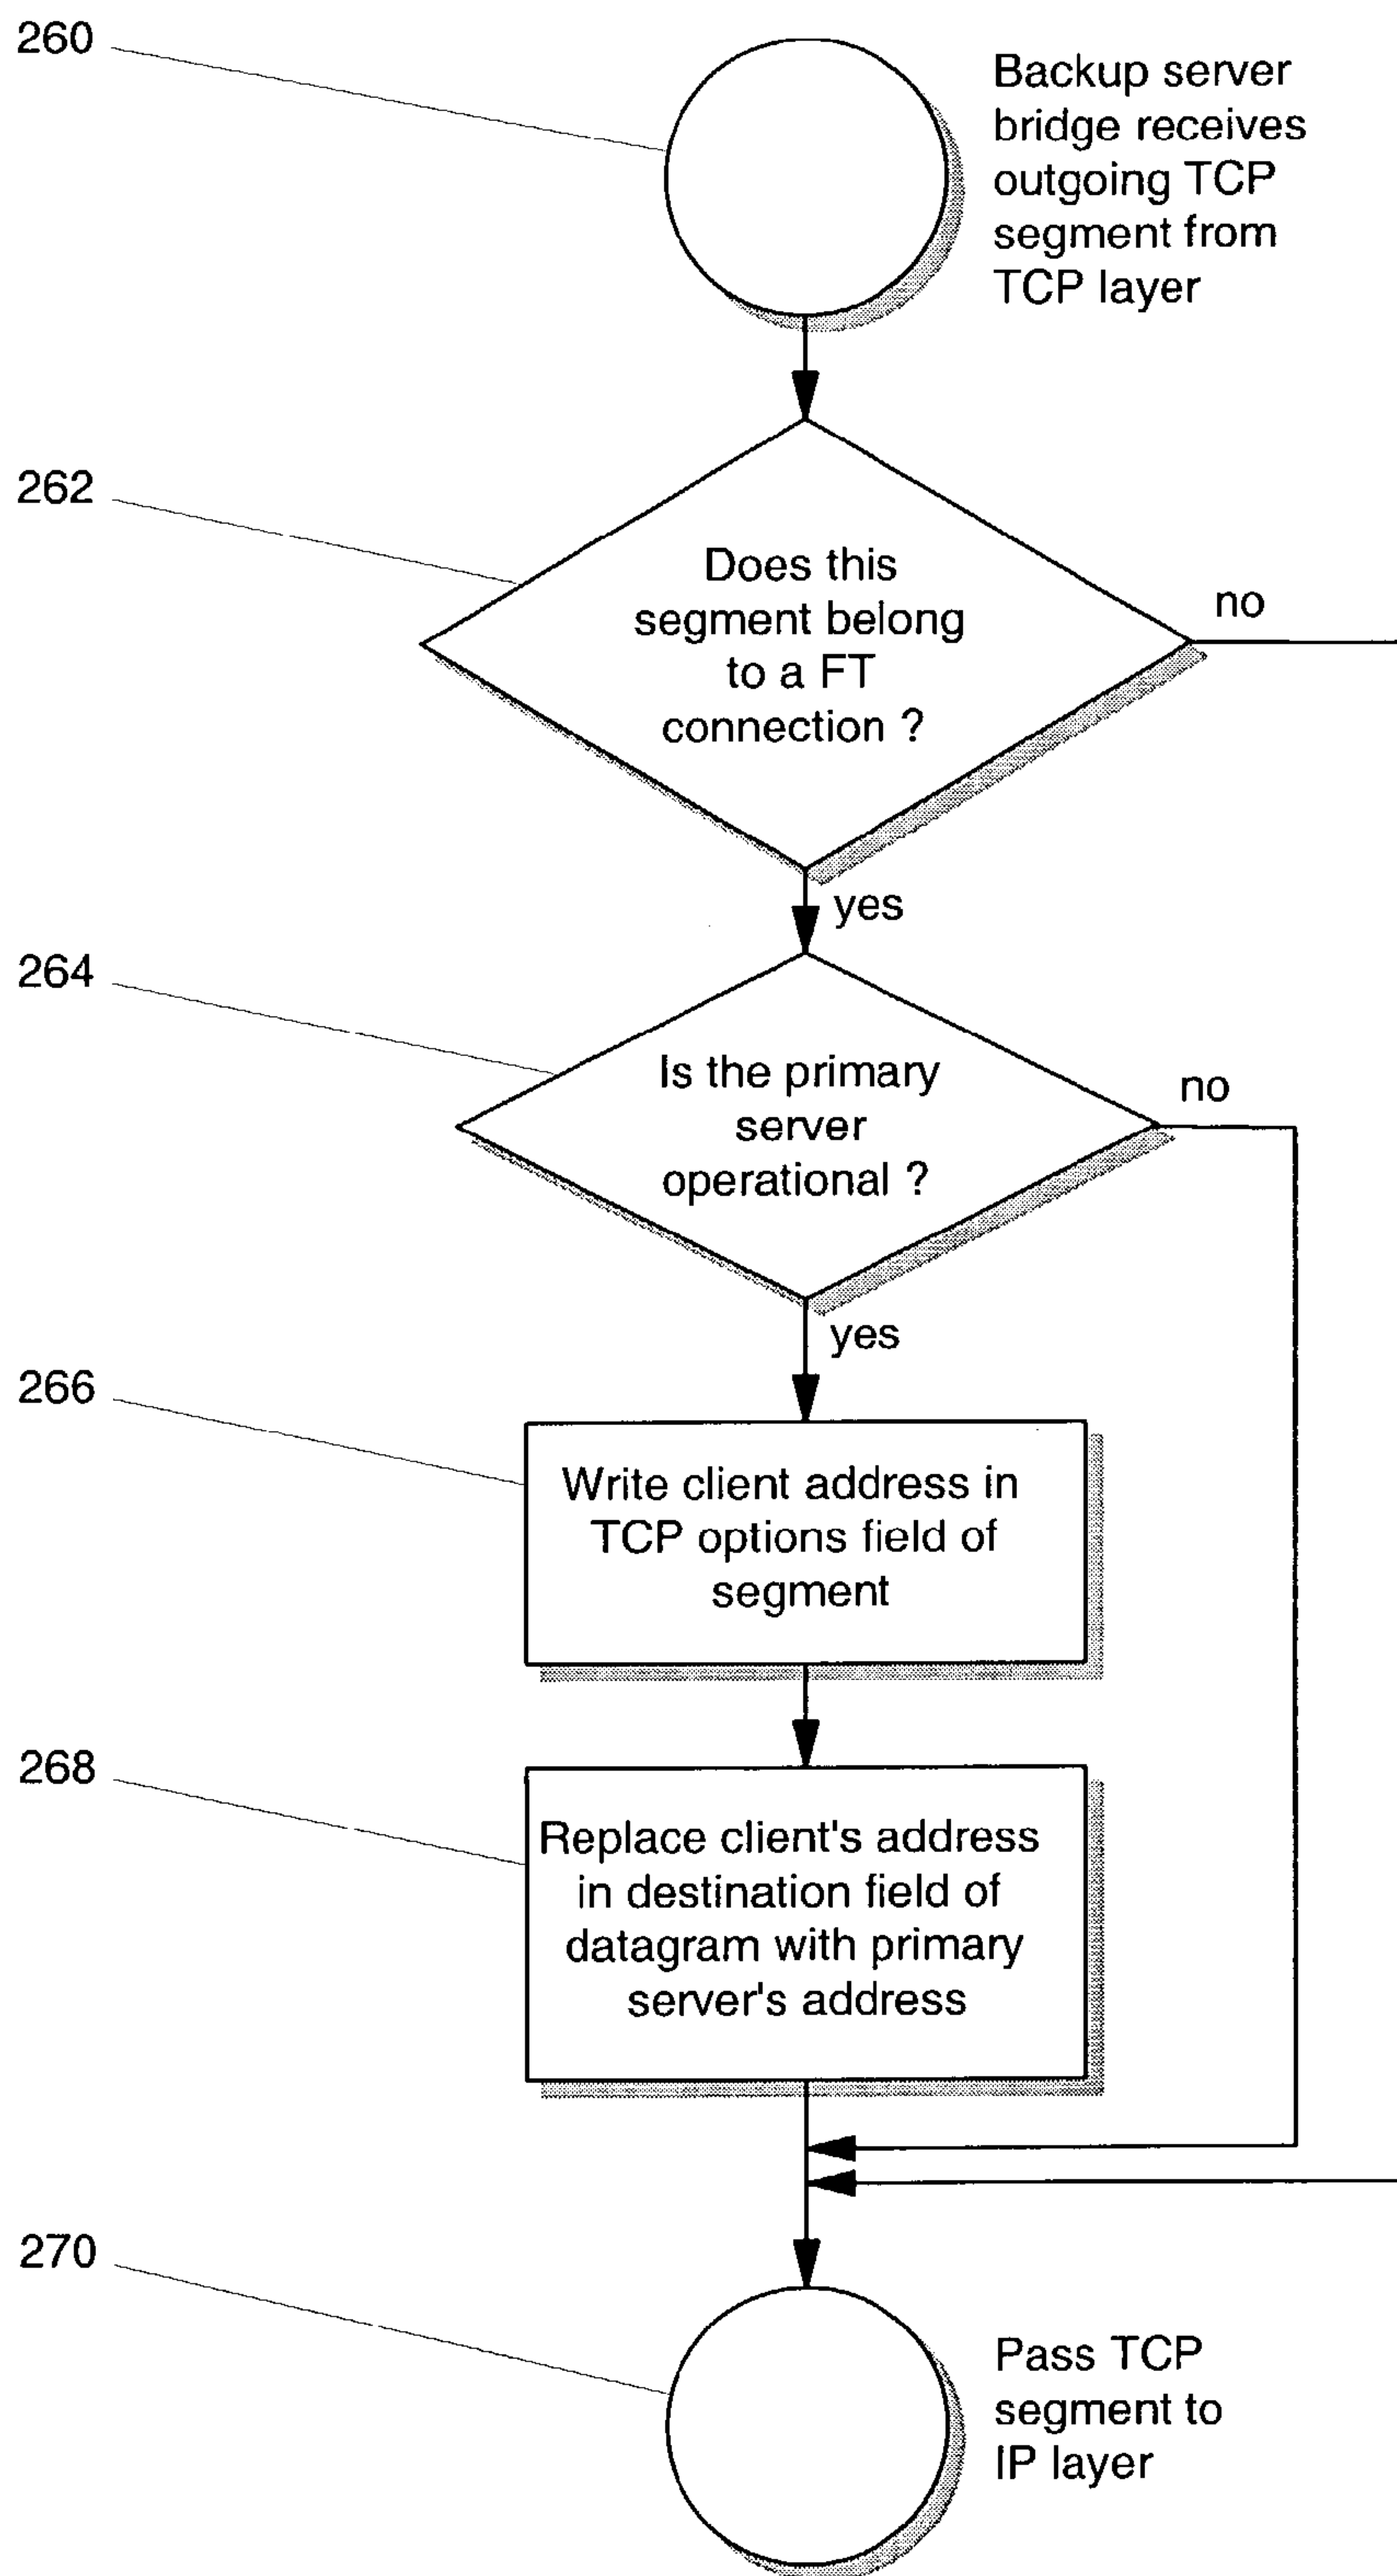 260
Backup server
bridge receives
outgoing TCP
segment from
TCP layer
262
Does this
segment belong
to a FT
connection ?
no
yes
264
Is the primary
server
operational ?
no
yes
266
Write client address in
TCP options field of
segment
268
Replace client's address
in destination field of
datagram with primary
server's address
270
Pass TCP
segment to
IP layer